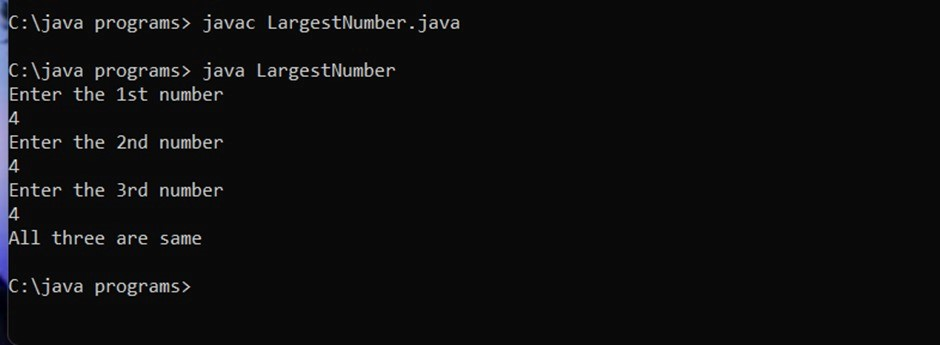 C:\java programs> javac LargestNumber.java
C:\java programs> java LargestNumber
Enter the 1st number
4
Enter the 2nd number
4
Enter the 3rd number
4
All three are same
C:\java programs>